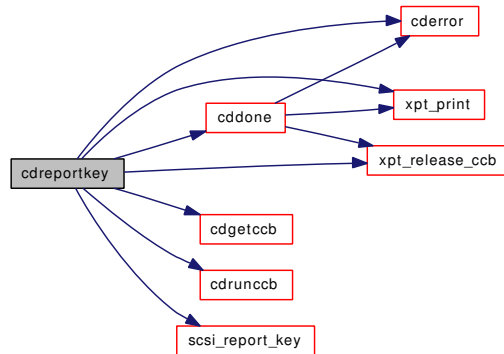 cderror
xpt_print
cddone
xpt_release_ccb
cdreportkey
cdgetccb
cdrunccb
scsi_report_key